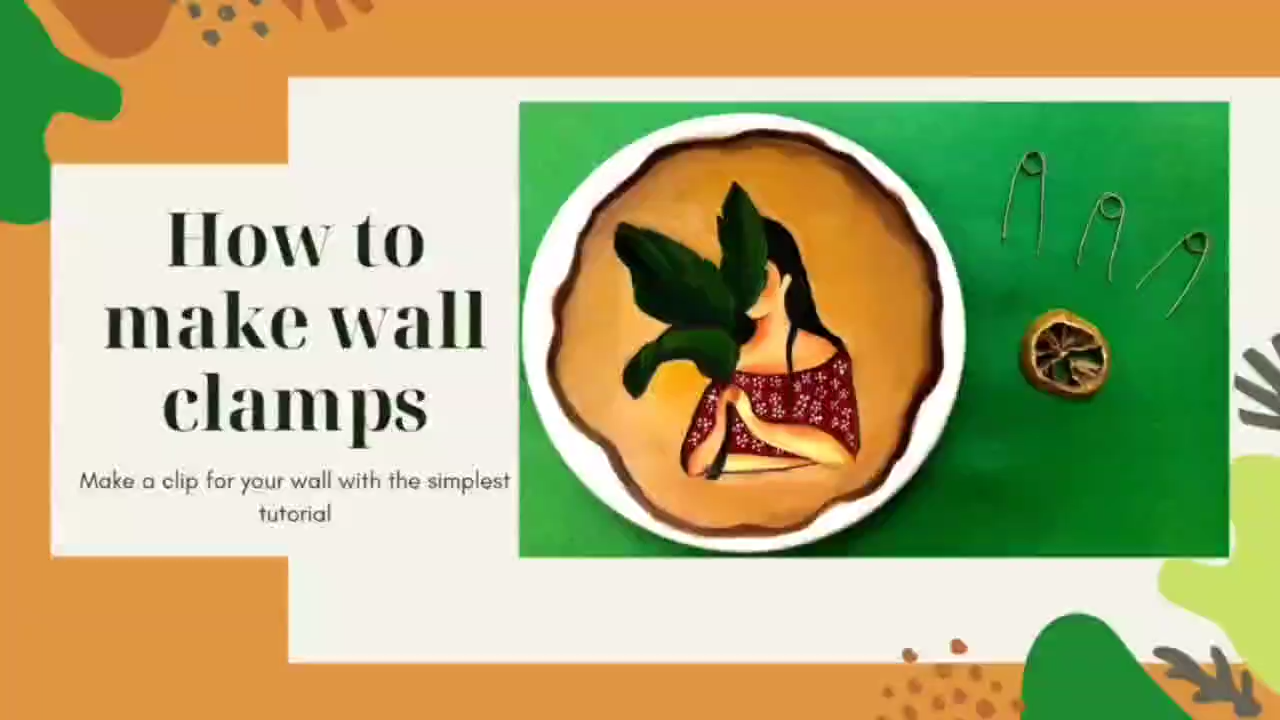 How to
make wall
clamps
Make a clip for your wall with the simplest
tutorial